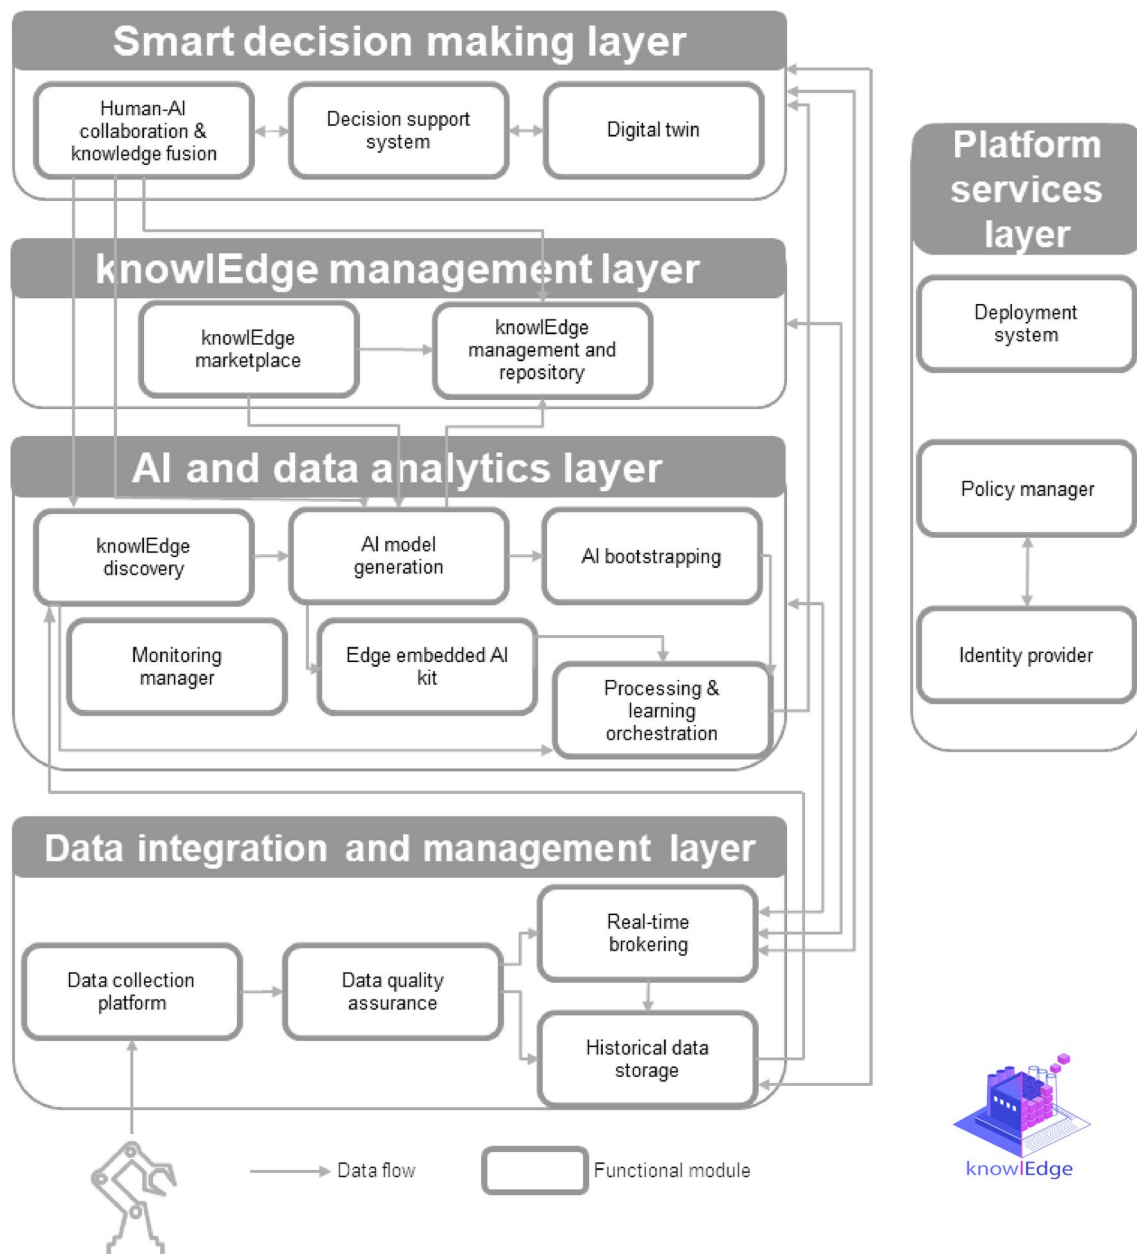 Smart decision making layer
Human-AI
collaboration &
knowledge fusion
Decision support
system
Digital twin
Platform
services
layer
knowlEdge management layer
knowlEdge
marketplace
knowlEdge
management and
repository
Deployment
system
AI and data analytics layer
knowlEdge
discovery
AI model
generation
AI bootstrapping
Policy manager
Monitoring
manager
Edge embedded AI
kit
Processing &
learning
orchestration
Identity provider
Data integration and management layer
Data collection
platform
Data quality
assurance
Real-time
brokering
Historical data
storage
Data flow
Functional module
knowlEdge